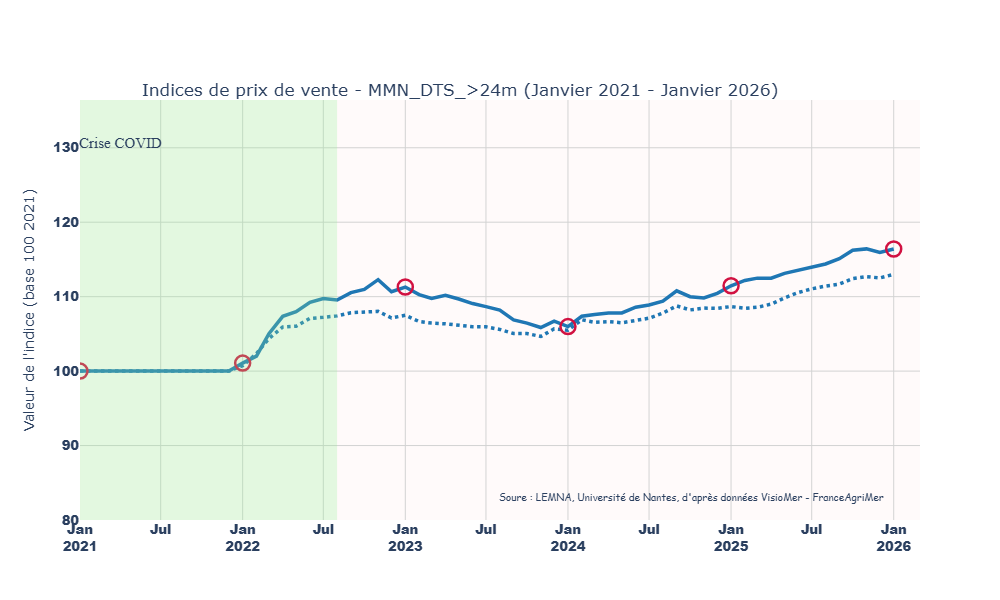 Indices de prix de vente - MMN_DTS_>24m (Janvier 2021 - Janvier 2026)
Valeur de l'indice (base 100 2021)
Crise COVID
130
120
110
100
90
80
Soure : LEMNA, Université de Nantes, d'après données VisioMer - FranceAgriMer
Jan Jul Jan Jul Jan Jul Jan Jul Jan Jul Jan
2021 2022 2023 2024 2025 2026